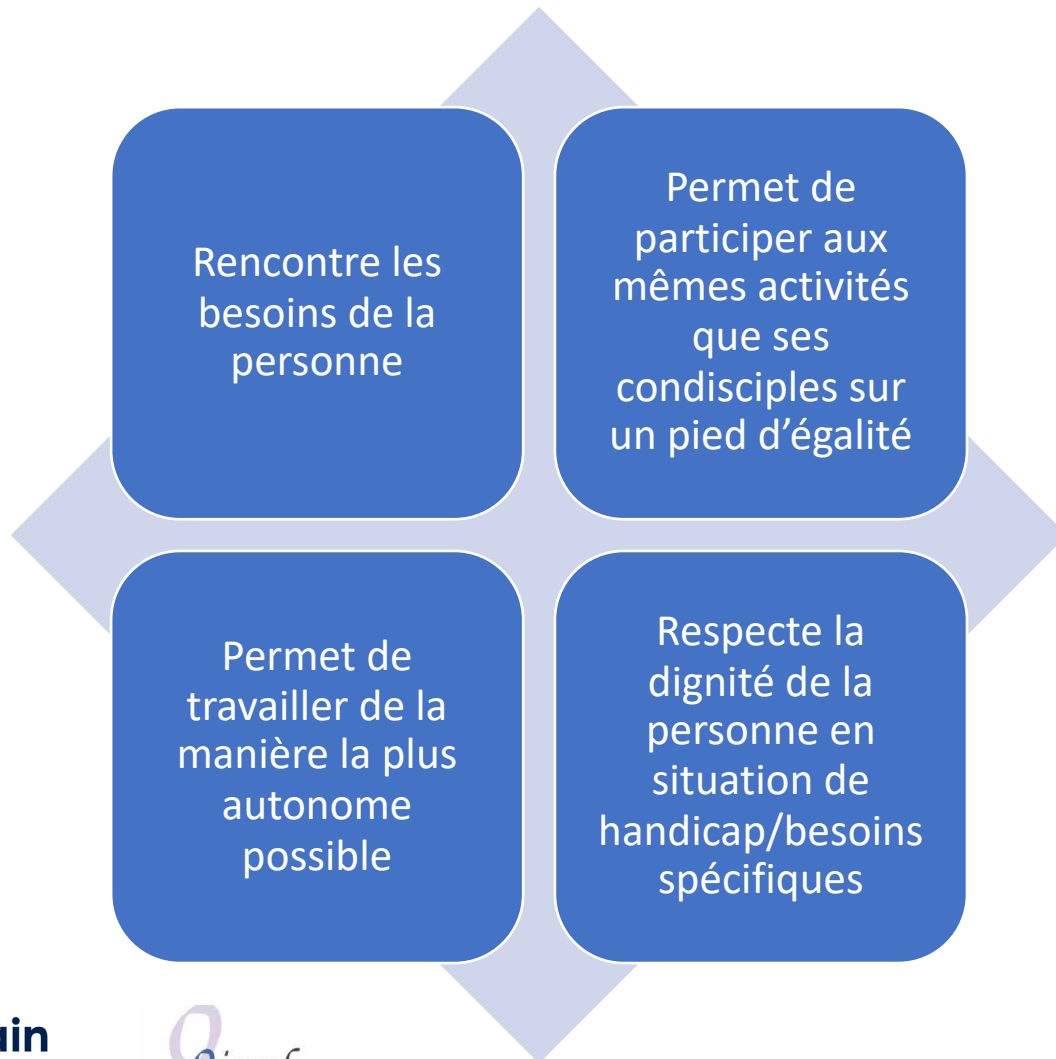 Rencontre les
besoins de la
personne
Permet de
participer aux
mêmes activités
que ses
condisciples sur
un pied d’égalité
Permet de
travailler de la
manière la plus
autonome
possible
Respecte la
dignité de la
personne en
situation de
handicap/besoins
spécifiques